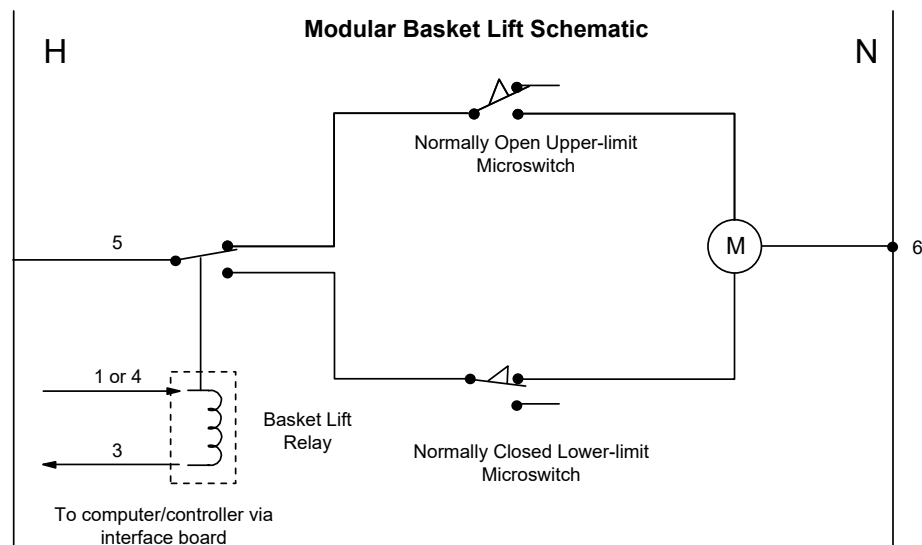 Modular Basket Lift Schematic
H
N
Normally Open Upper-limit
Microswitch
5
M
6
1 or 4
3
Basket Lift
Relay
Normally Closed Lower-limit
Microswitch
To computer/controller via
interface board